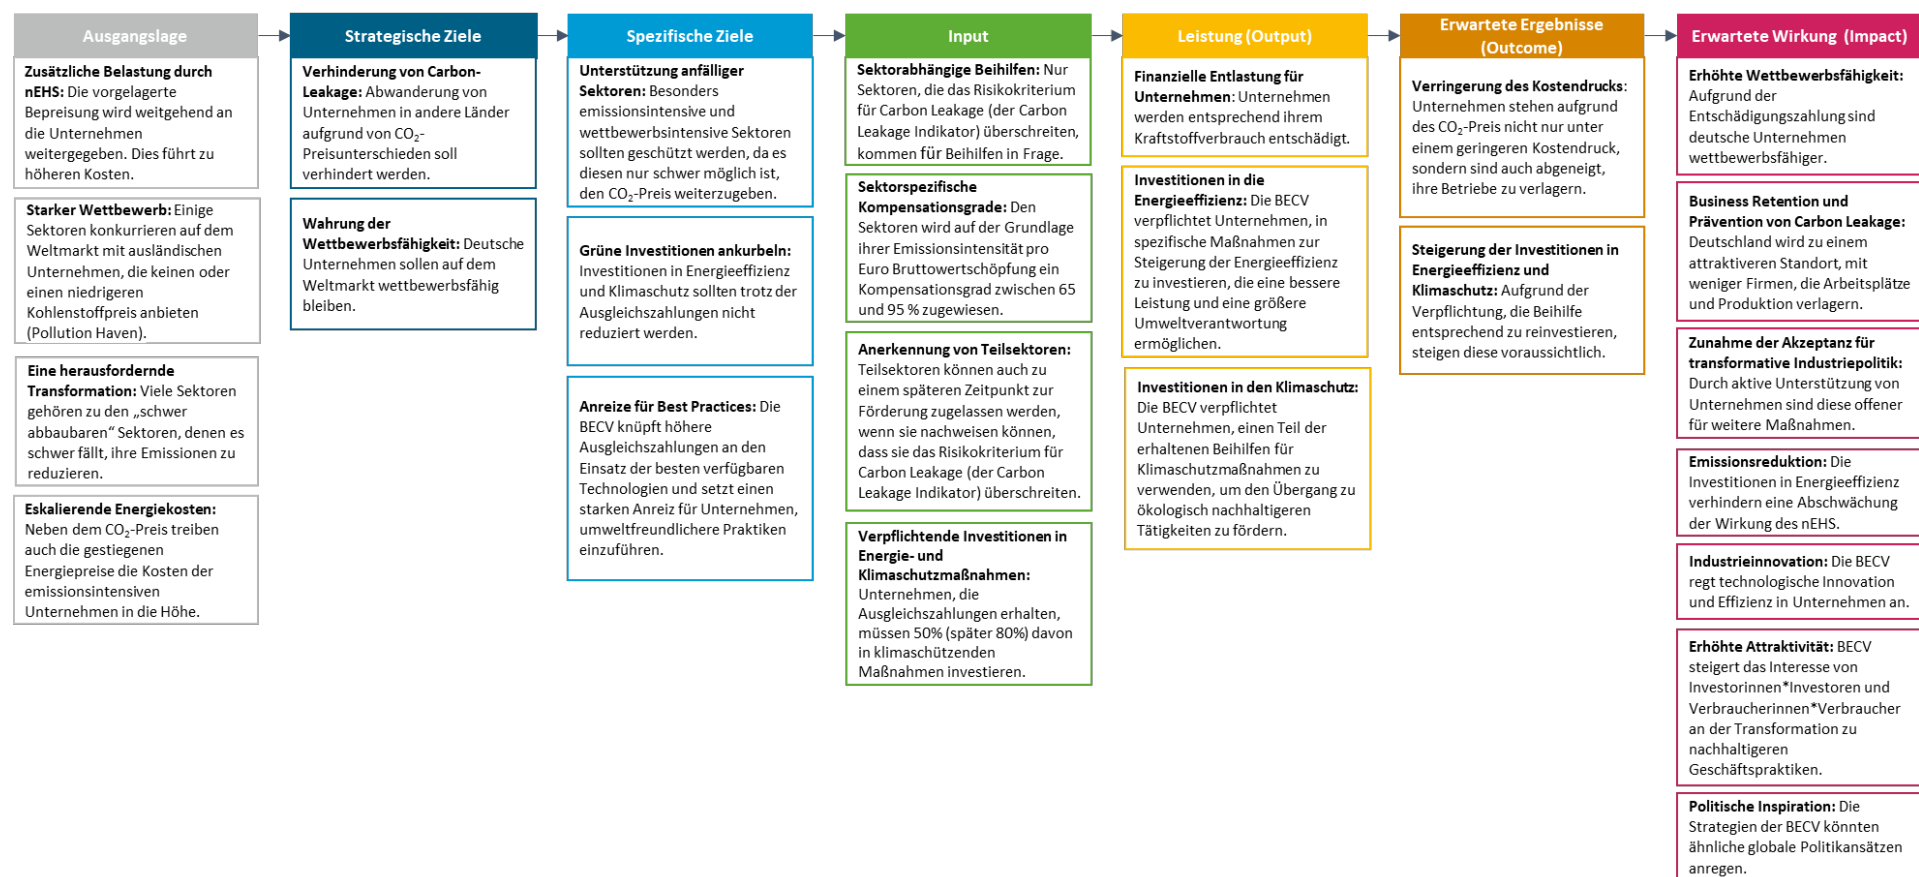 Ausgangslage
Zusätzliche Belastung durch
nEHS: Die vorgelagerte
Bepreisung wird weitgehend an
die Unternehmen
weitergegeben. Dies führt zu
höheren Kosten.
Starker Wettbewerb: Einige
Sektoren konkurrieren auf dem
Weltmarkt mit ausländischen
Unternehmen, die keinen oder
einen niedrigeren
Kohlenstoffpreis anbieten
(Pollution Haven).
Eine herausfordernde
Transformation: Viele Sektoren
gehören zu den „schwer
abbaubaren“ Sektoren, denen es
schwer fällt, ihre Emissionen zu
reduzieren.
Eskalierende Energiekosten:
Neben dem CO₂-Preis treiben
auch die gestiegenen
Energiepreise die Kosten der
emissionsintensiven
Unternehmen in die Höhe.
Strategische Ziele
Verhinderung von Carbon-
Leakage: Abwanderung von
Unternehmen in andere Länder
aufgrund von CO₂-
Preisunterschieden soll
verhindert werden.
Wahrung der
Wettbewerbsfähigkeit: Deutsche
Unternehmen sollen auf dem
Weltmarkt wettbewerbsfähig
bleiben.
Spezifische Ziele
Unterstützung anfälliger
Sektoren: Besonders
emissionsintensive und
wettbewerbsintensive Sektoren
sollten geschützt werden, da es
diesen nur schwer möglich ist,
den CO₂-Preis weiterzugeben.
Grüne Investitionen ankurbeln:
Investitionen in Energieeffizienz
und Klimaschutz sollten trotz der
Ausgleichszahlungen nicht
reduziert werden.
Anreize für Best Practices: Die
BECV knüpft höhere
Ausgleichszahlungen an den
Einsatz der besten verfügbaren
Technologien und setzt einen
starken Anreiz für Unternehmen,
umweltfreundlichere Praktiken
einzuführen.
Input
Sektorabhängige Beihilfen: Nur
Sektoren, die das Risikokriterium
für Carbon Leakage (der Carbon
Leakage Indikator) überschreiten,
kommen für Beihilfen in Frage.
Sektorspezifische
Kompensationsgrade: Den
Sektoren wird auf der Grundlage
ihrer Emissionsintensität pro
Euro Bruttowertschöpfung ein
Kompensationsgrad zwischen 65
und 95 % zugewiesen.
Anerkennung von Teilsektoren:
Teilsektoren können auch zu
einem späteren Zeitpunkt zur
Förderung zugelassen werden,
wenn sie nachweisen können,
dass sie das Risikokriterium für
Carbon Leakage (der Carbon
Leakage Indikator) überschreiten.
Verpflichtende Investitionen in
Energie- und
Klimaschutzmaßnahmen:
Unternehmen, die
Ausgleichszahlungen erhalten,
müssen 50% (später 80%) davon
in klimaschützenden
Maßnahmen investieren.
Leistung (Output)
Finanzielle Entlastung für
Unternehmen: Unternehmen
werden entsprechend ihrem
Kraftstoffverbrauch entschädigt.
Investitionen in die
Energieeffizienz: Die BECV
verpflichtet Unternehmen, in
spezifische Maßnahmen zur
Steigerung der Energieeffizienz
zu investieren, die eine bessere
Leistung und eine größere
Umweltverantwortung
ermöglichen.
Investitionen in den Klimaschutz:
Die BECV verpflichtet
Unternehmen, einen Teil der
erhaltenen Beihilfen für
Klimaschutzmaßnahmen zu
verwenden, um den Übergang zu
ökologisch nachhaltigeren
Tätigkeiten zu fördern.
Erwartete Ergebnisse
(Outcome)
Verringerung des Kostendrucks:
Unternehmen stehen aufgrund
des CO₂-Preis nicht nur unter
einem geringeren Kostendruck,
sondern sind auch abgeneigt,
ihre Betriebe zu verlagern.
Steigerung der Investitionen in
Energieeffizienz und
Klimaschutz: Aufgrund der
Verpflichtung, die Beihilfe
entsprechend zu reinvestieren,
steigen diese voraussichtlich.
Erwartete Wirkung (Impact)
Erhöhte Wettbewerbsfähigkeit:
Aufgrund der
Entschädigungszahlung sind
deutsche Unternehmen
wettbewerbsfähiger.
Business Retention und
Prävention von Carbon Leakage:
Deutschland wird zu einem
attraktiveren Standort, mit
weniger Firmen, die Arbeitsplätze
und Produktion verlagern.
Zunahme der Akzeptanz für
transformative Industriepolitik:
Durch aktive Unterstützung von
Unternehmen sind diese offener
für weitere Maßnahmen.
Emissionsreduktion: Die
Investitionen in Energieeffizienz
verhindern eine Abschwächung
der Wirkung des nEHS.
Industrieinnovation: Die BECV
regt technologische Innovation
und Effizienz in Unternehmen an.
Erhöhte Attraktivität: BECV
steigert das Interesse von
Investorinnen*Investoren und
Verbraucherinnen*Verbraucher
an der Transformation zu
nachhaltigeren
Geschäftspraktiken.
Politische Inspiration: Die
Strategien der BECV könnten
ähnliche globale Politikansätzen
anregen.